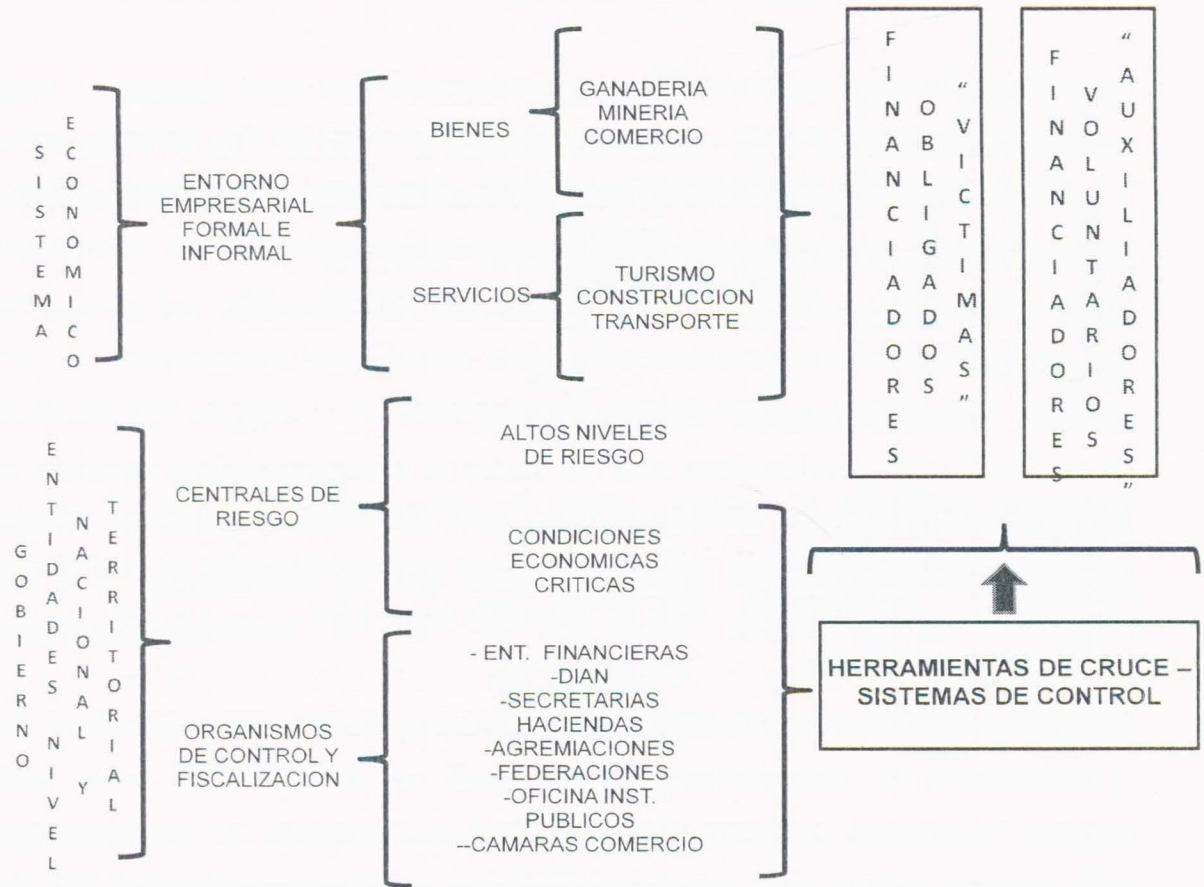 SISTEMA
ECONOMICO
ENTORNO
EMPRESARIAL
FORMAL E
INFORMAL
BIENES
GANADERIA
MINERIA
COMERCIO
SERVICIOS
TURISMO
CONSTRUCCION
TRANSPORTE
FINANCIADORES
OBLIGADOS
“VICTIMAS”
FINANCIADORES
VOLUNTARIOS
“AUXILIADORES”
GOBIERNO
ENTIDADES NIVEL
NACIONAL Y
TERRITORIAL
CENTRALES DE
RIESGO
ALTOS NIVELES
DE RIESGO
CONDICIONES
ECONOMICAS
CRITICAS
ORGANISMOS
DE CONTROL Y
FISCALIZACION
- ENT. FINANCIERAS
-DIAN
-SECRETARIAS
HACIENDAS
-AGREMIACIONES
-FEDERACIONES
-OFICINA INST.
PUBLICOS
--CAMARAS COMERCIO
HERRAMIENTAS DE CRUCE –
SISTEMAS DE CONTROL